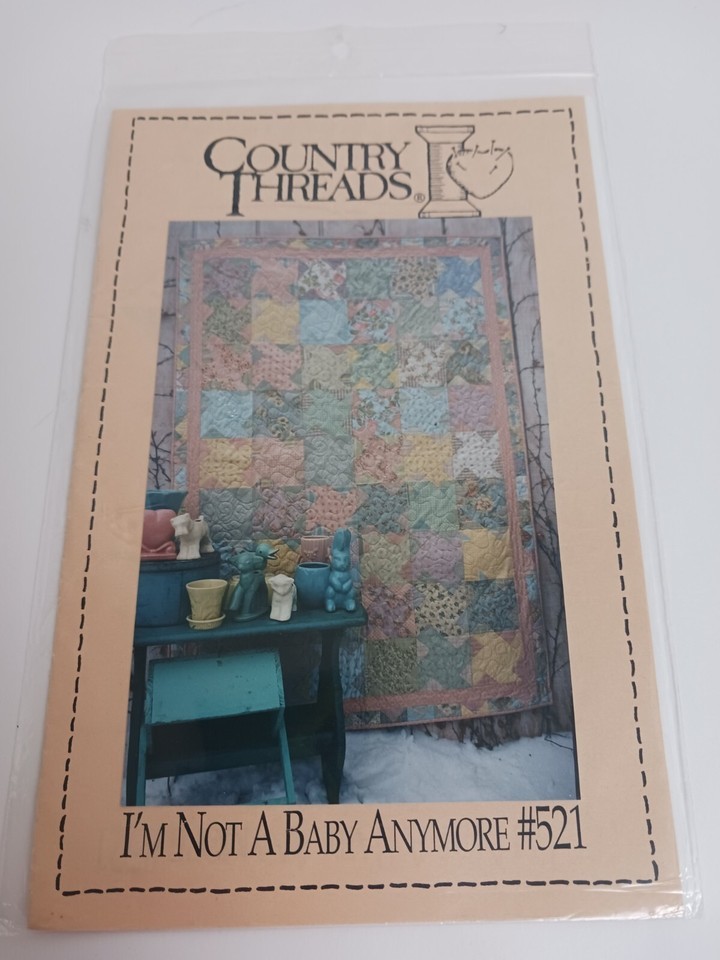 COUNTRY
THREADS®
I'M NOT A BABY ANYMORE #521